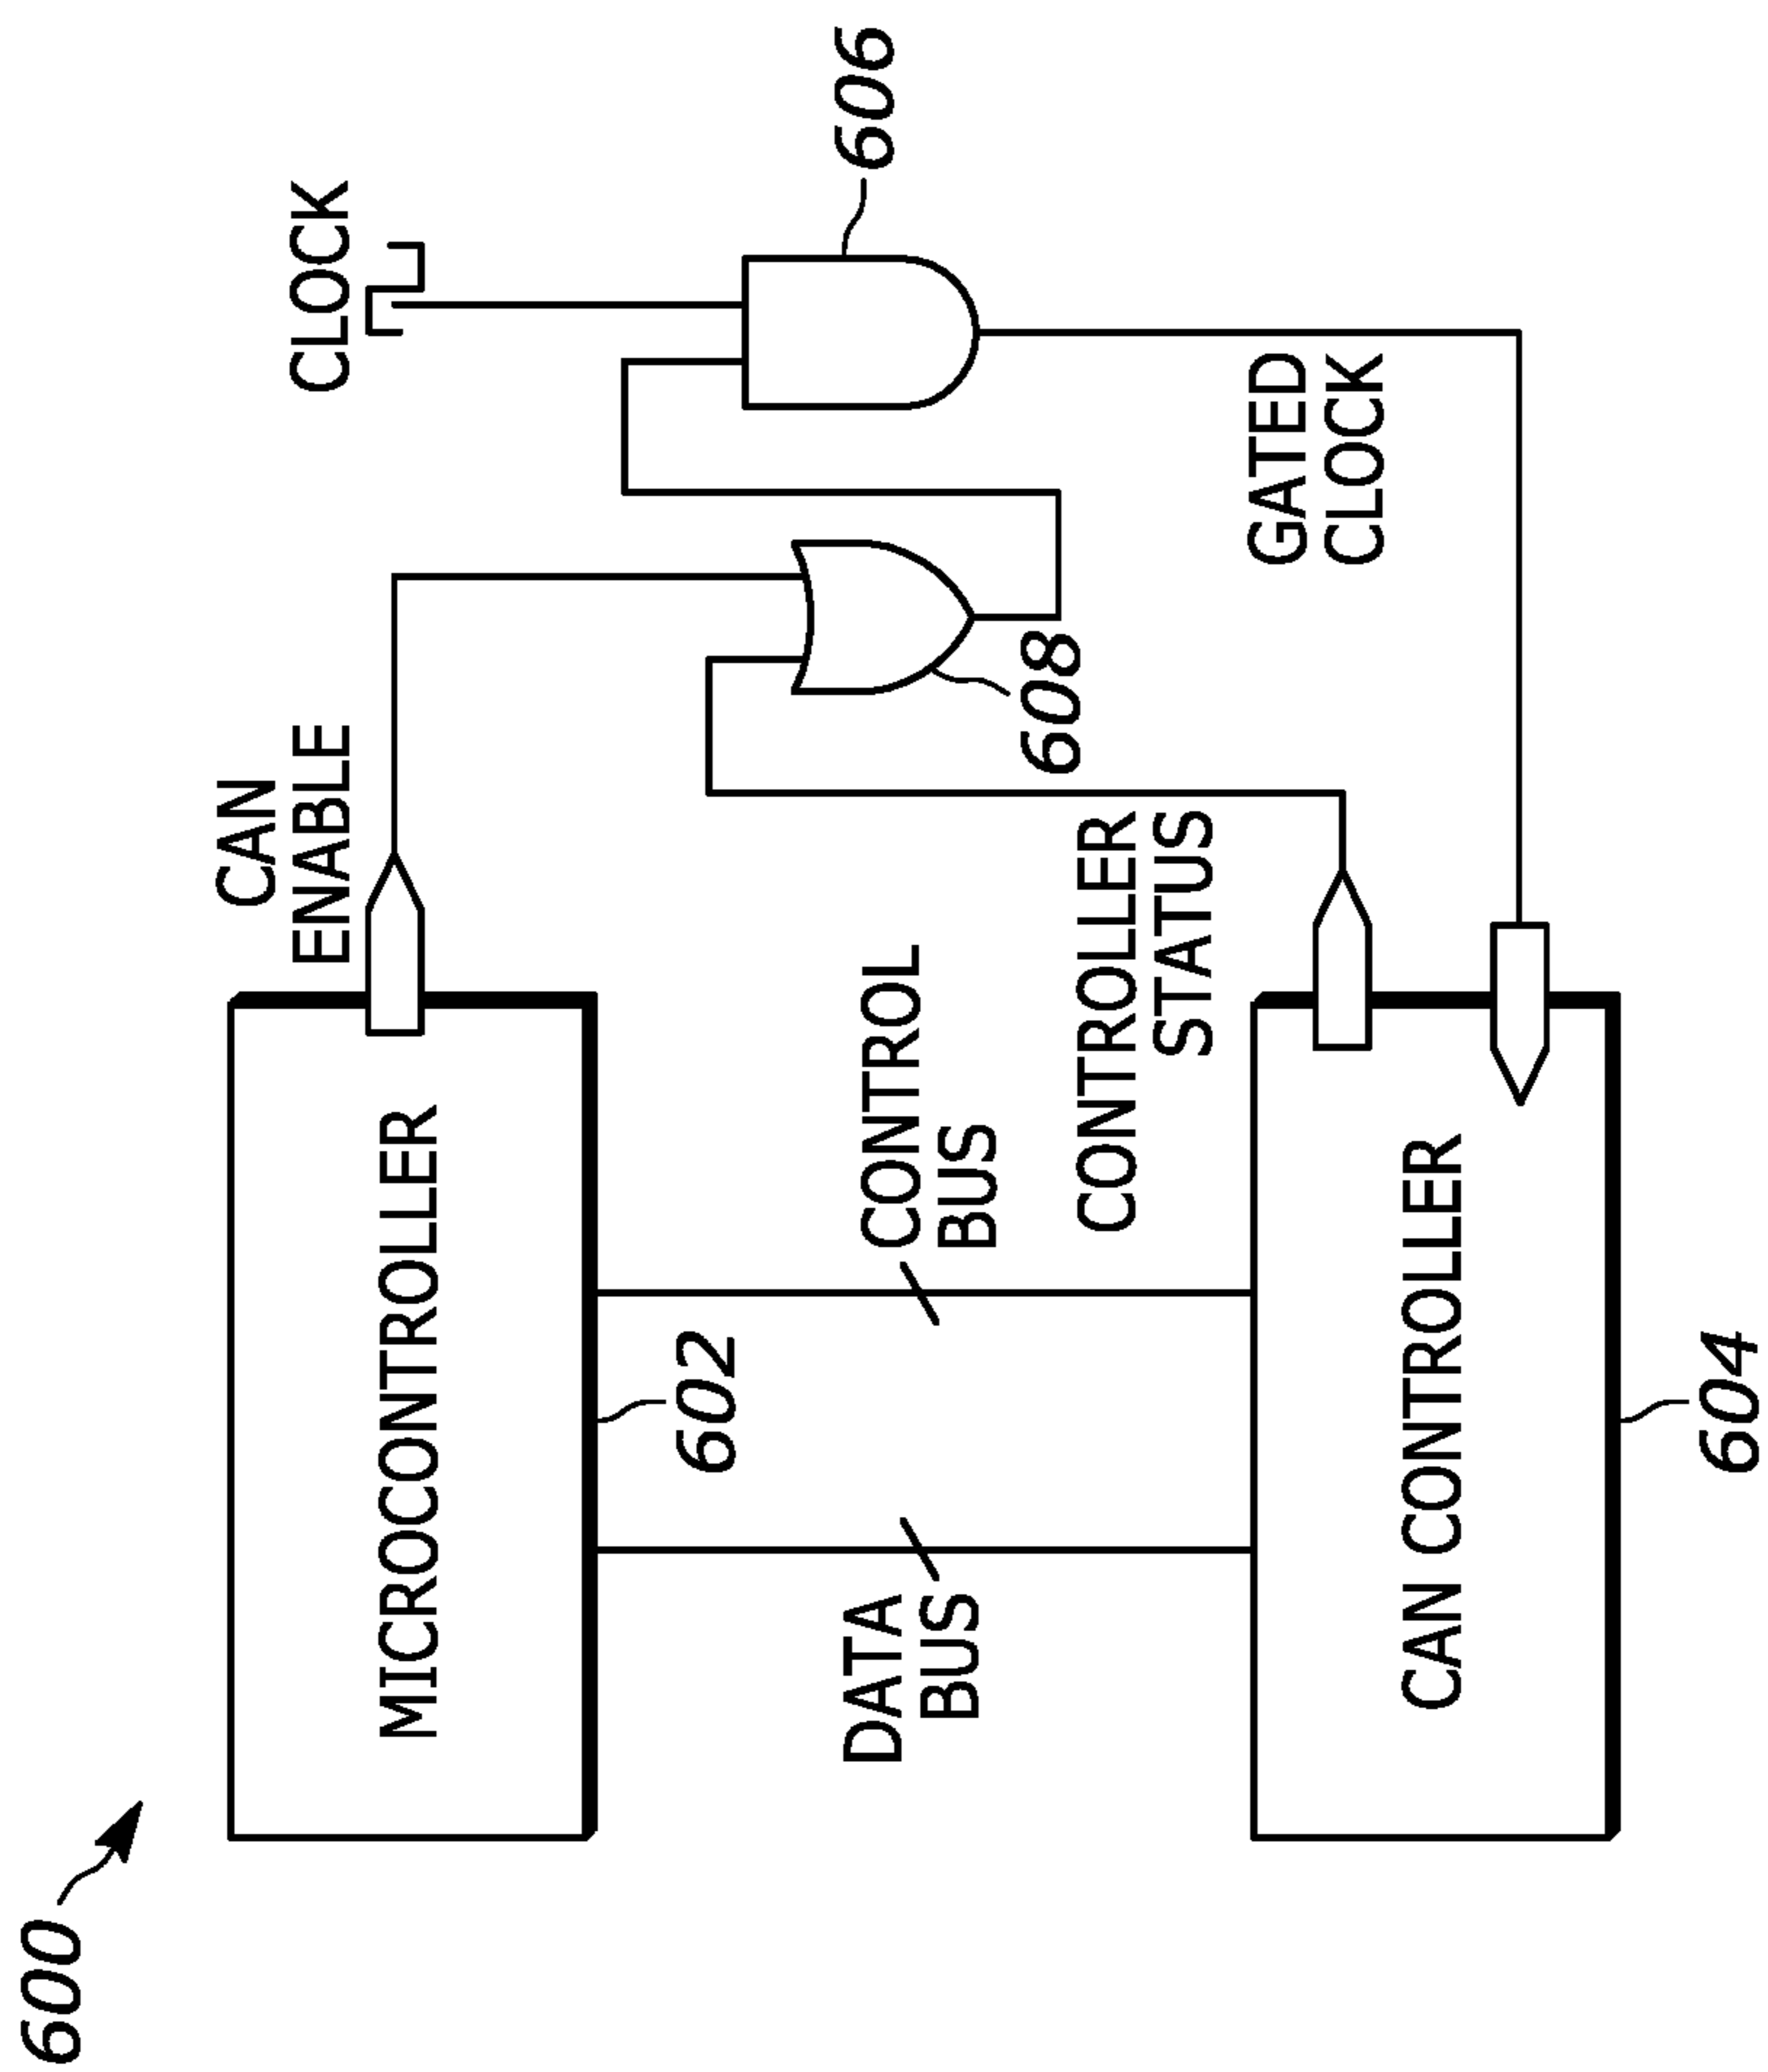 600
MICROCONTROLLER
602
CAN
ENABLE
CLOCK
606
608
DATA
BUS
CONTROL
BUS
CONTROLLER
STATUS
GATED
CLOCK
CAN CONTROLLER
604